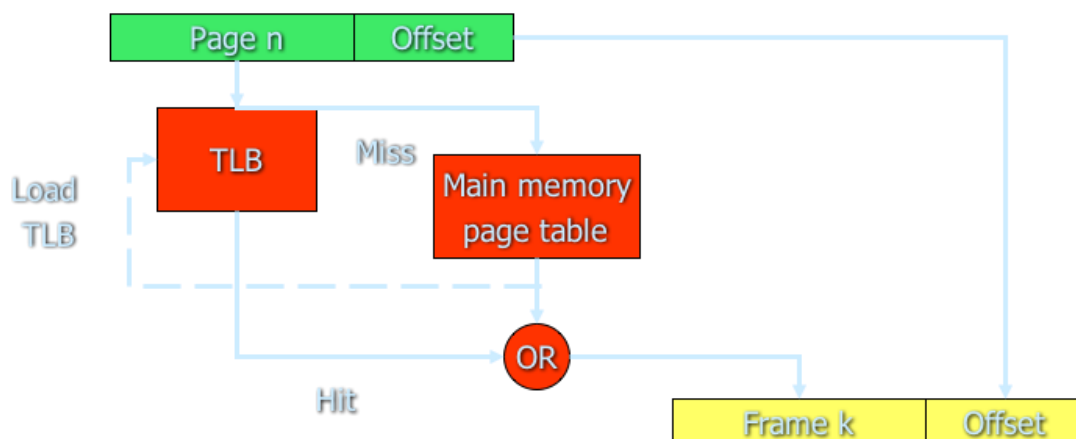 Page n
Offset
TLB
Miss
Load
TLB
Main memory
page table
OR
Hit
Frame k
Offset